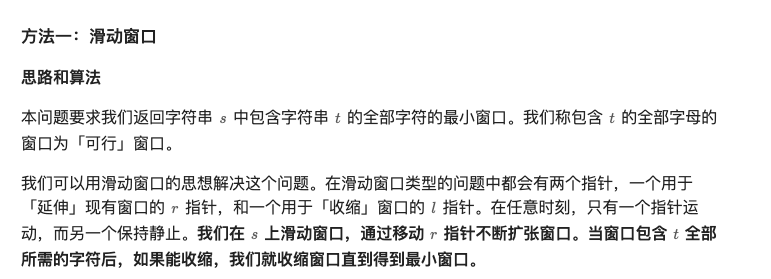 方法一：滑动窗口
思路和算法
本问题要求我们返回字符串 s 中包含字符串 t 的全部字符的最小窗口。我们称包含 t 的全部字母的
窗口为「可行」窗口。
我们可以用滑动窗口的思想解决这个问题。在滑动窗口类型的问题中都会有两个指针，一个用于
「延伸」现有窗口的 r 指针，和一个用于「收缩」窗口的 l 指针。在任意时刻，只有一个指针运
动，而另一个保持静止。我们在 s 上滑动窗口，通过移动 r 指针不断扩张窗口。当窗口包含 t 全部
所需的字符后，如果能收缩，我们就收缩窗口直到得到最小窗口。